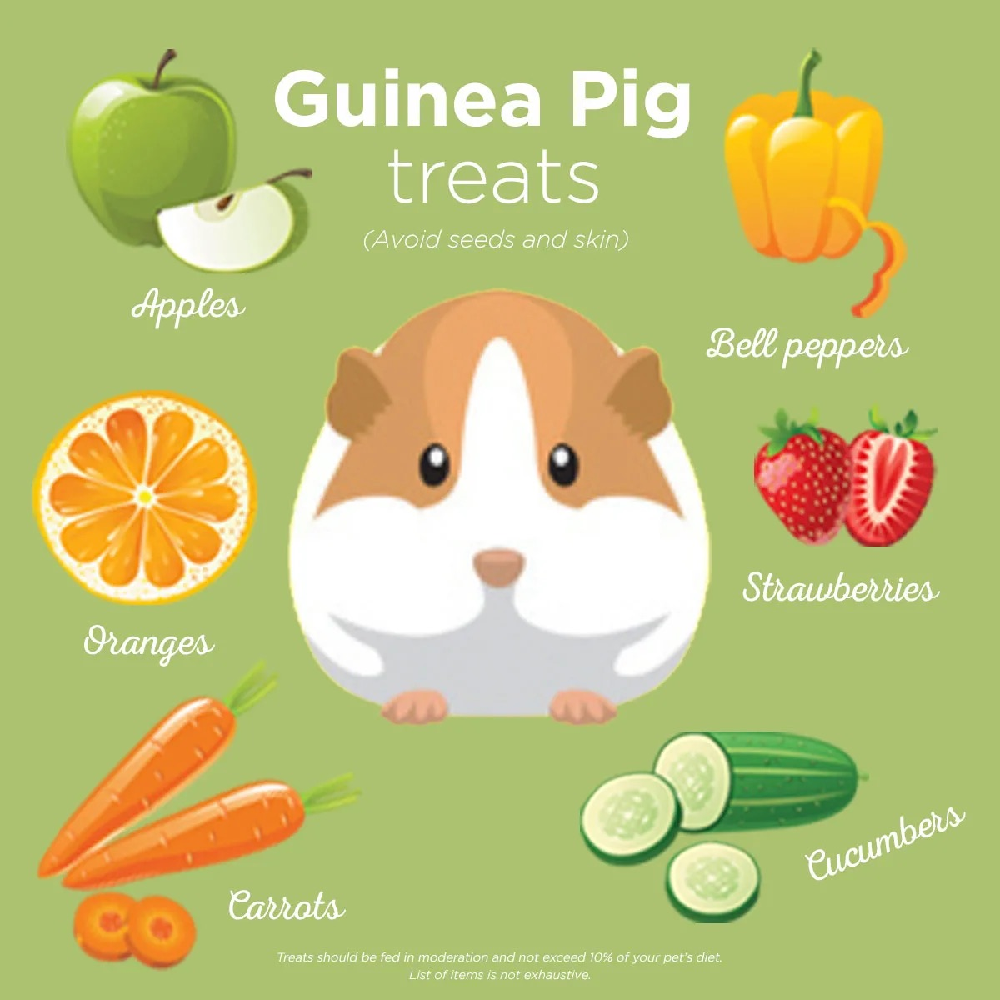 Guinea Pig
treats
(Avoid seeds and skin)
Apples
Bell peppers
Oranges
Strawberries
Carrots
Cucumbers
Treats should be fed in moderation and not exceed 10% of your pet's diet.
List of items is not exhaustive.